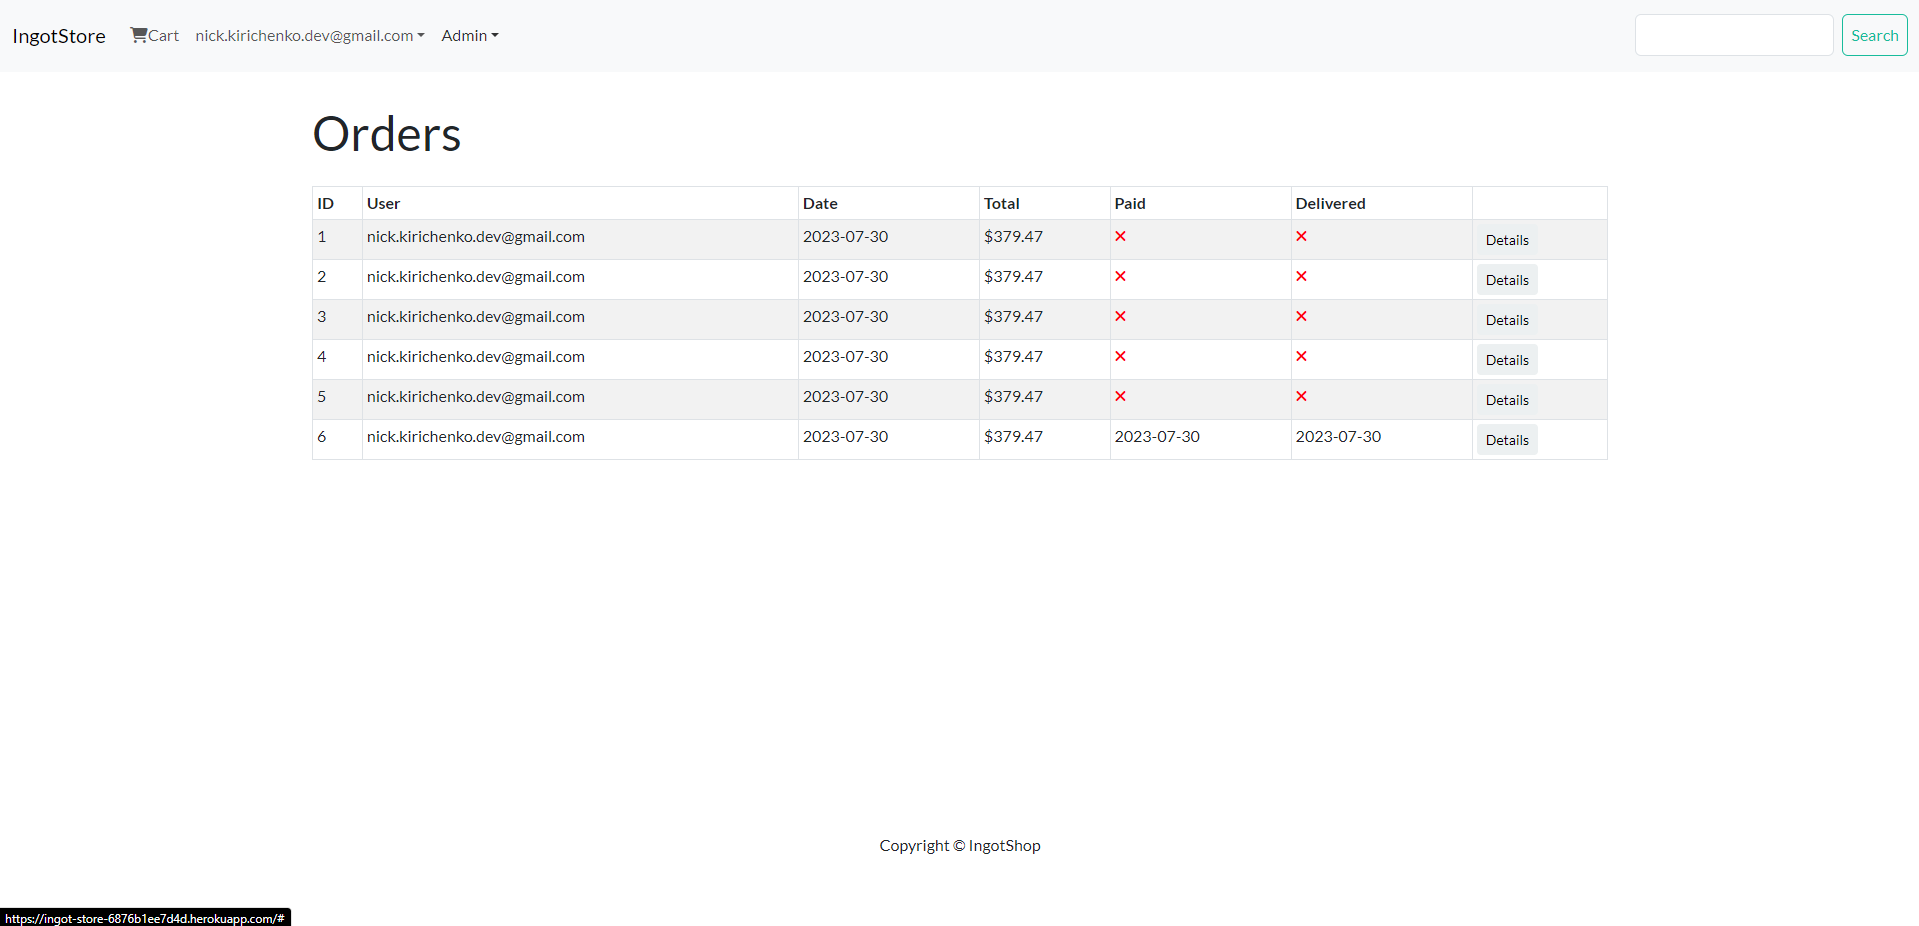 IngotStore Cart nick.kirichenko.dev@gmail.com Admin Search
Orders
ID User Date Total Paid Delivered
1 nick.kirichenko.dev@gmail.com 2023-07-30 $379.47 Details
2 nick.kirichenko.dev@gmail.com 2023-07-30 $379.47 Details
3 nick.kirichenko.dev@gmail.com 2023-07-30 $379.47 Details
4 nick.kirichenko.dev@gmail.com 2023-07-30 $379.47 Details
5 nick.kirichenko.dev@gmail.com 2023-07-30 $379.47 Details
6 nick.kirichenko.dev@gmail.com 2023-07-30 $379.47 2023-07-30 2023-07-30 Details
Copyright © IngotShop
https://ingot-store-6876b1ee7d4d.herokuapp.com/#